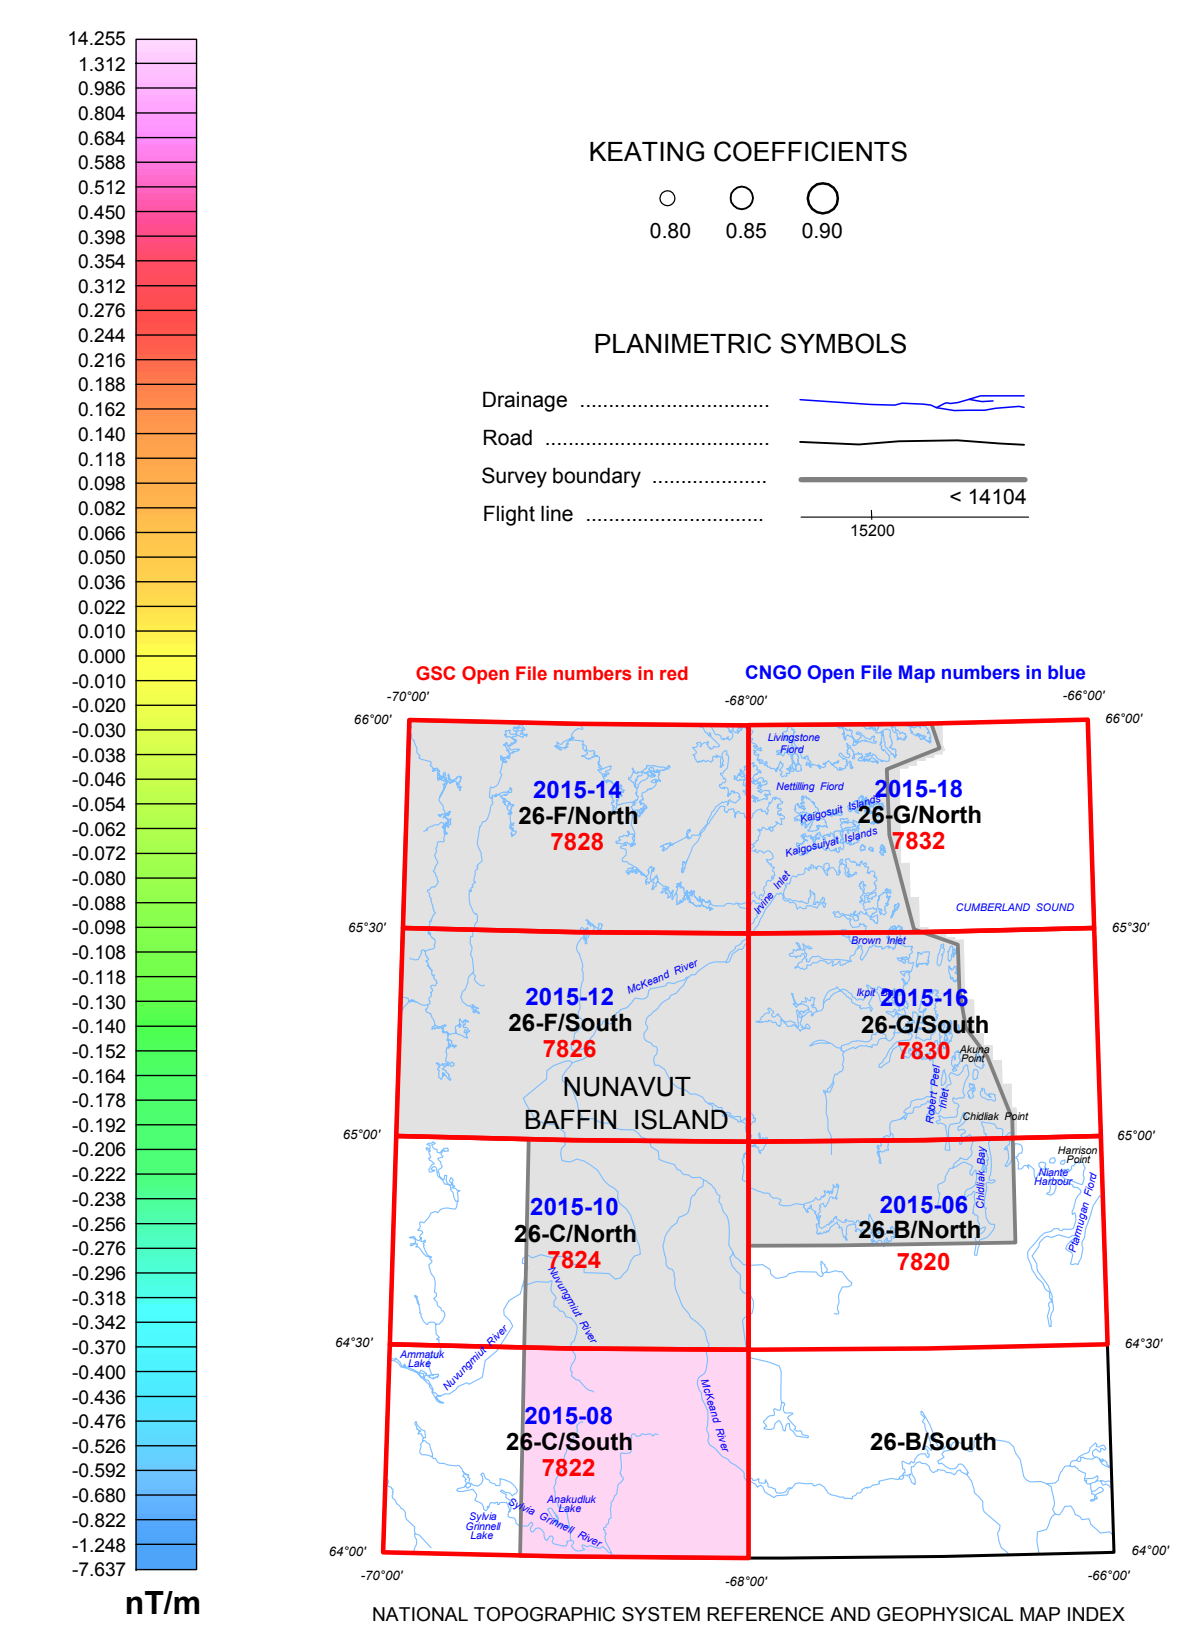 14.255
1.312
0.986
0.804
0.684
0.588
0.512
0.450
0.398
0.354
0.312
0.276
0.244
0.216
0.188
0.162
0.140
0.118
0.098
0.082
0.066
0.050
0.036
0.022
0.010
0.000
-0.010
-0.020
-0.030
-0.038
-0.046
-0.054
-0.062
-0.072
-0.080
-0.088
-0.098
-0.108
-0.118
-0.130
-0.140
-0.152
-0.164
-0.178
-0.192
-0.206
-0.222
-0.238
-0.256
-0.276
-0.296
-0.318
-0.342
-0.370
-0.400
-0.436
-0.476
-0.526
-0.592
-0.680
-0.822
-1.248
-7.637
nT/m
KEATING COEFFICIENTS
0.80 0.85 0.90
PLANIMETRIC SYMBOLS
Drainage ................................
Road ......................................
Survey boundary ....................
< 14104
Flight line ...............................
15200
GSC Open File numbers in red
CNGO Open File Map numbers in blue
-70°00' -68°00' -66°00'
66°00' 66°00'
Livingstone
Fiord
Nettilling Fiord
2015-14
26-F/North
7828
2015-18
26-G/North
7832
Kaigosuit Islands
Kaigosuiyat Islands
Irvine Inlet
CUMBERLAND SOUND
65°30' 65°30'
Brown Inlet
McKeand River
2015-12
26-F/South
7826
Ikpit
2015-16
26-G/South
7830
Akuna
Point
Robert Peel
Inlet
NUNAVUT
BAFFIN ISLAND
Chidliak Point
65°00' 65°00'
Harrison
Point
Niante
Harbour
Chidliak Bay
Ptarmugan Fiord
2015-10
26-C/North
7824
2015-06
26-B/North
7820
Nuvungmiut River
64°30' 64°30'
Ammatuk
Lake
Nuvungmiut River
McKeand River
2015-08
26-C/South
7822
26-B/South
Anakudluk
Lake
Sylvia Grinnell River
Sylvia
Grinnell
Lake
64°00' 64°00'
-70°00' -68°00' -66°00'
NATIONAL TOPOGRAPHIC SYSTEM REFERENCE AND GEOPHYSICAL MAP INDEX